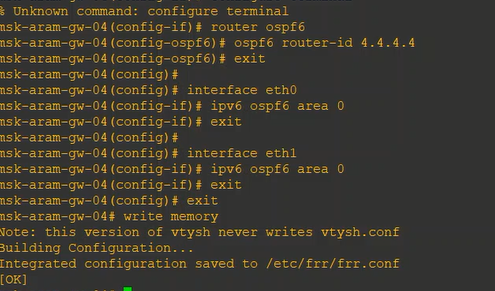 % Unknown command: configure terminal
msk-aram-gw-04(config-if)# router ospf6
msk-aram-gw-04(config-ospf6)# ospf6 router-id 4.4.4.4
msk-aram-gw-04(config-ospf6)# exit
msk-aram-gw-04(config)#
msk-aram-gw-04(config)# interface eth0
msk-aram-gw-04(config-if)# ipv6 ospf6 area 0
msk-aram-gw-04(config-if)# exit
msk-aram-gw-04(config)#
msk-aram-gw-04(config)# interface eth1
msk-aram-gw-04(config-if)# ipv6 ospf6 area 0
msk-aram-gw-04(config-if)# exit
msk-aram-gw-04(config)# exit
msk-aram-gw-04# write memory
Note: this version of vtysh never writes vtysh.conf
Building Configuration...
Integrated configuration saved to /etc/frr/frr.conf
[OK]